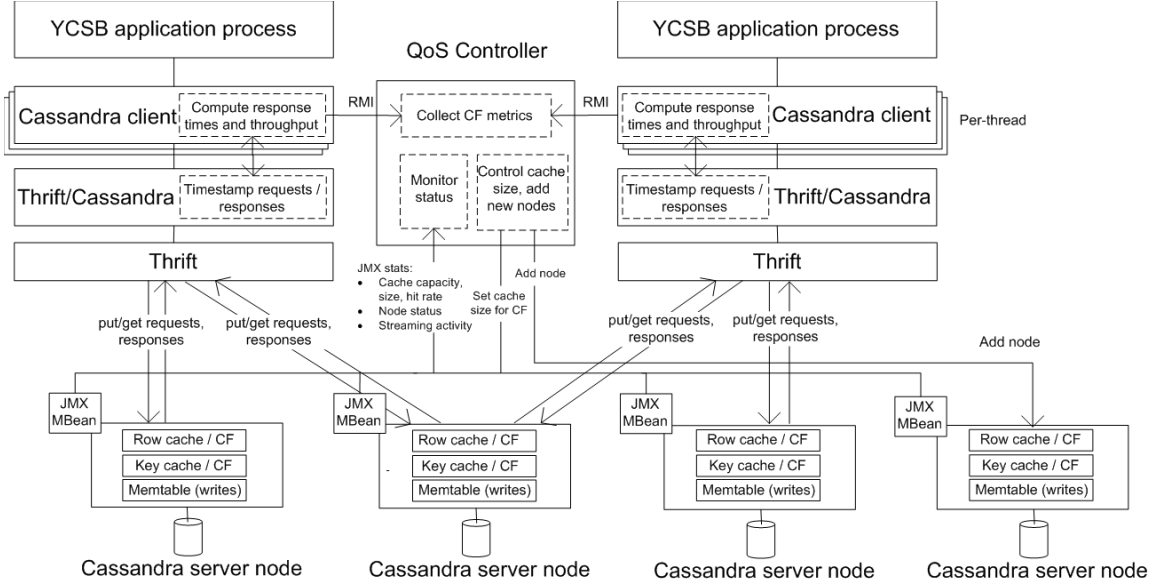 YCSB application process
QoS Controller
YCSB application process
Cassandra client
Compute response
times and throughput
RMI
Collect CF metrics
RMI
Compute response
times and throughput
Cassandra client
Per-thread
Thrift/Cassandra
Timestamp requests /
responses
Monitor
status
Control cache
size, add
new nodes
Timestamp requests /
responses
Thrift/Cassandra
Thrift
Thrift
JMX stats:
• Cache capacity,
size, hit rate
• Node status
• Streaming activity
Add node
Set cache
size for CF
put/get requests,
responses
put/get requests,
responses
put/get requests,
responses
put/get requests,
responses
Add node
JMX
MBean
JMX
MBean
JMX
MBean
JMX
MBean
Row cache / CF
Key cache / CF
Memtable (writes)
Row cache / CF
Key cache / CF
Memtable (writes)
Row cache / CF
Key cache / CF
Memtable (writes)
Row cache / CF
Key cache / CF
Memtable (writes)
Cassandra server node
Cassandra server node
Cassandra server node
Cassandra server node